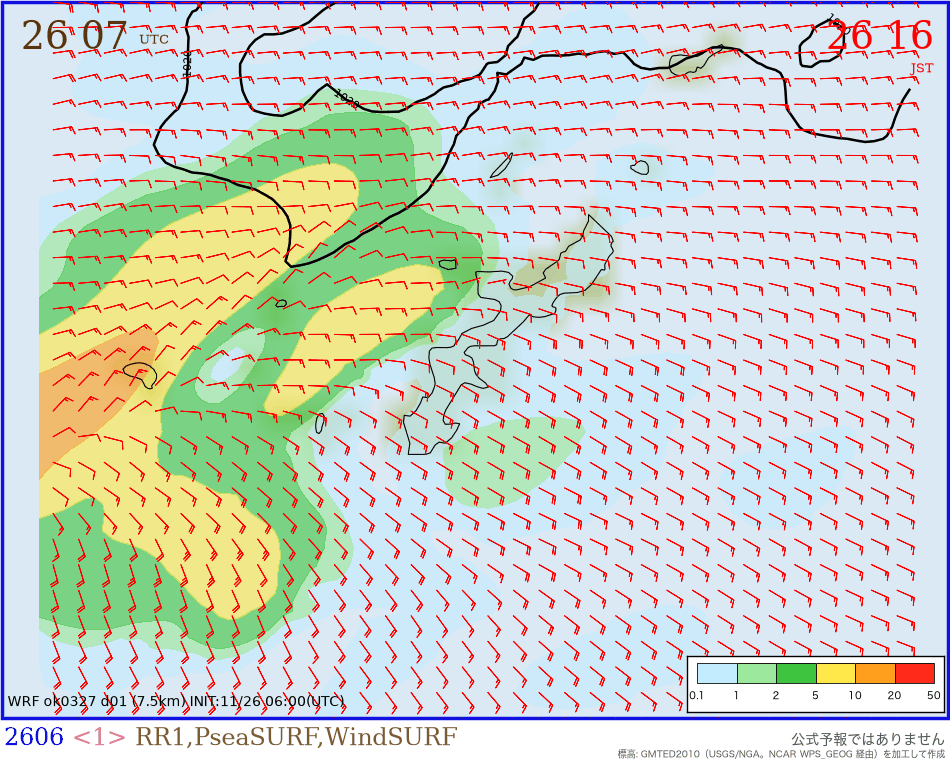 26 07 UTC
26 16
JST
1020
1020
WRF ok0327 d01 (7.5km) INIT:11/26 06:00(UTC)
0.1 1 2 5 10 20 50
2606 <1> RR1,PseaSURF,WindSURF
公式予報ではありません
標高: GMTED2010（USGS/NGA。NCAR WPS_GEOG 経由）を加工して作成